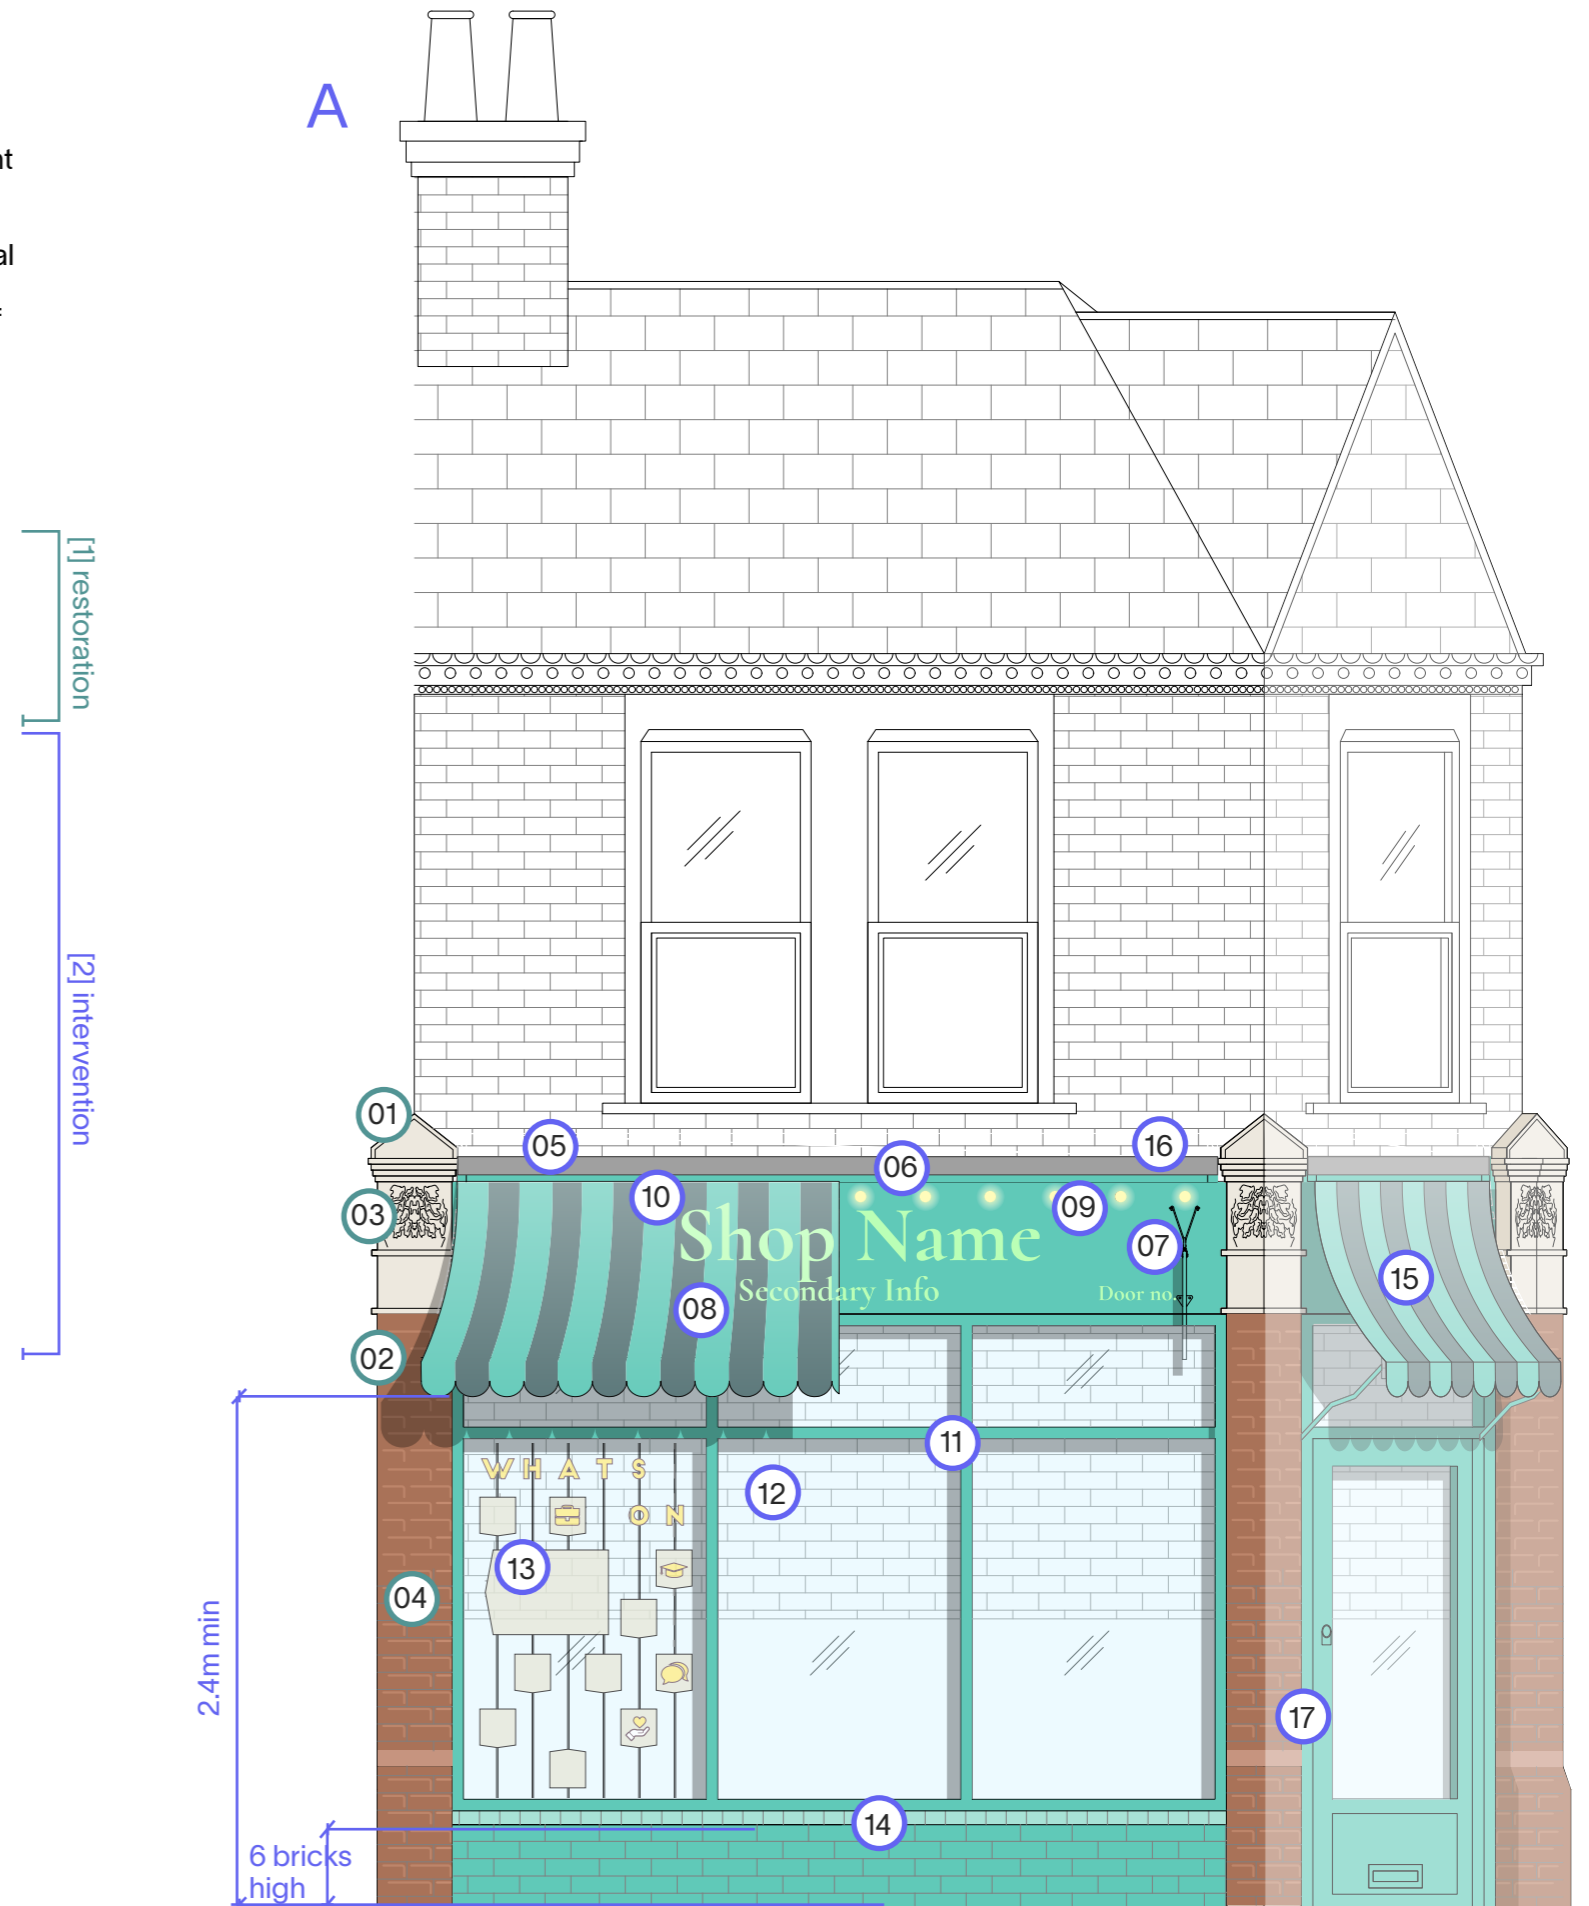 A
nt
al
[1] restoration
[2] intervention
01
05
16
06
10
03
09
Shop Name
07
15
Secondary Info
Door no.
08
02
11
WHATS
12
ON
13
04
2.4m min
17
14
6 bricks
high